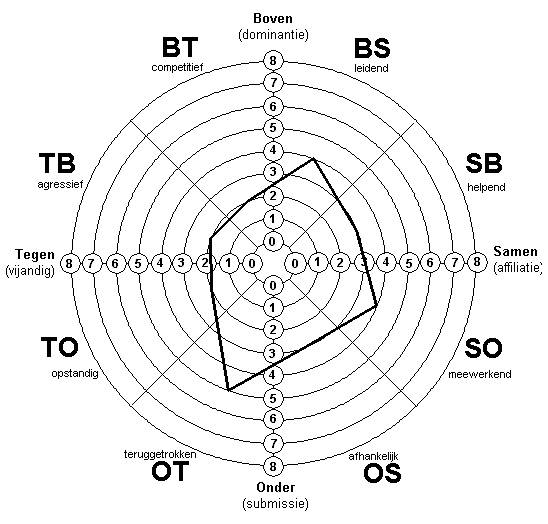 Boven
(dominantie)
BT
competitief
BS
leidend
8
7
6
5
4
3
2
1
0
TB
agressief
SB
helpend
Tegen
(vijandig)
8 7 6 5 4 3 2 1 0 0 1 2 3 4 5 6 7 8
Samen
(affiliatie)
0
1
2
3
4
5
6
7
8
TO
opstandig
SO
meewerkend
teruggetrokken
OT
afhankelijk
OS
Onder
(submissie)